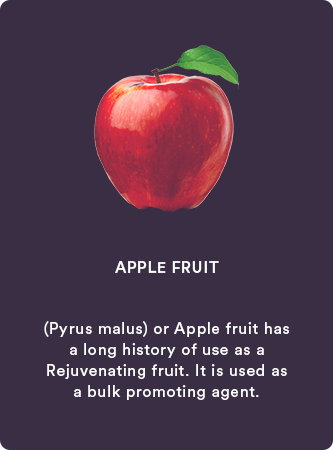 APPLE FRUIT
(Pyrus malus) or Apple fruit has
a long history of use as a
Rejuvenating fruit. It is used as
a bulk promoting agent.